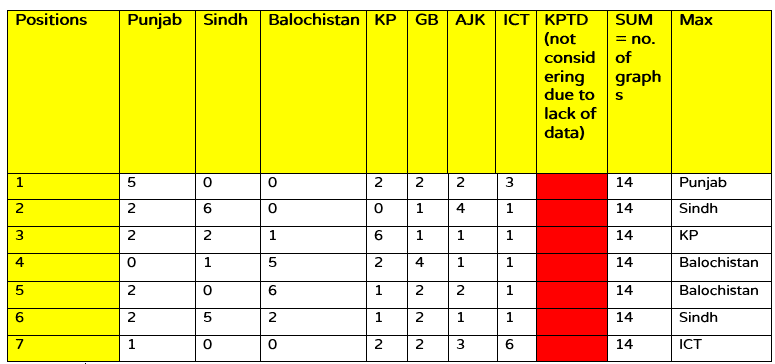 Positions Punjab Sindh Balochistan KP GB AJK ICT KPTD SUM Max
(not = no.
consid of
ering graph
due to s
lack of
data)
1 5 0 0 2 2 2 3 14 Punjab
2 2 6 0 0 1 4 1 14 Sindh
3 2 2 1 6 1 1 1 14 KP
4 0 1 5 2 4 1 1 14 Balochistan
5 2 0 6 1 2 2 1 14 Balochistan
6 2 5 2 1 2 1 1 14 Sindh
7 1 0 0 2 2 3 6 14 ICT